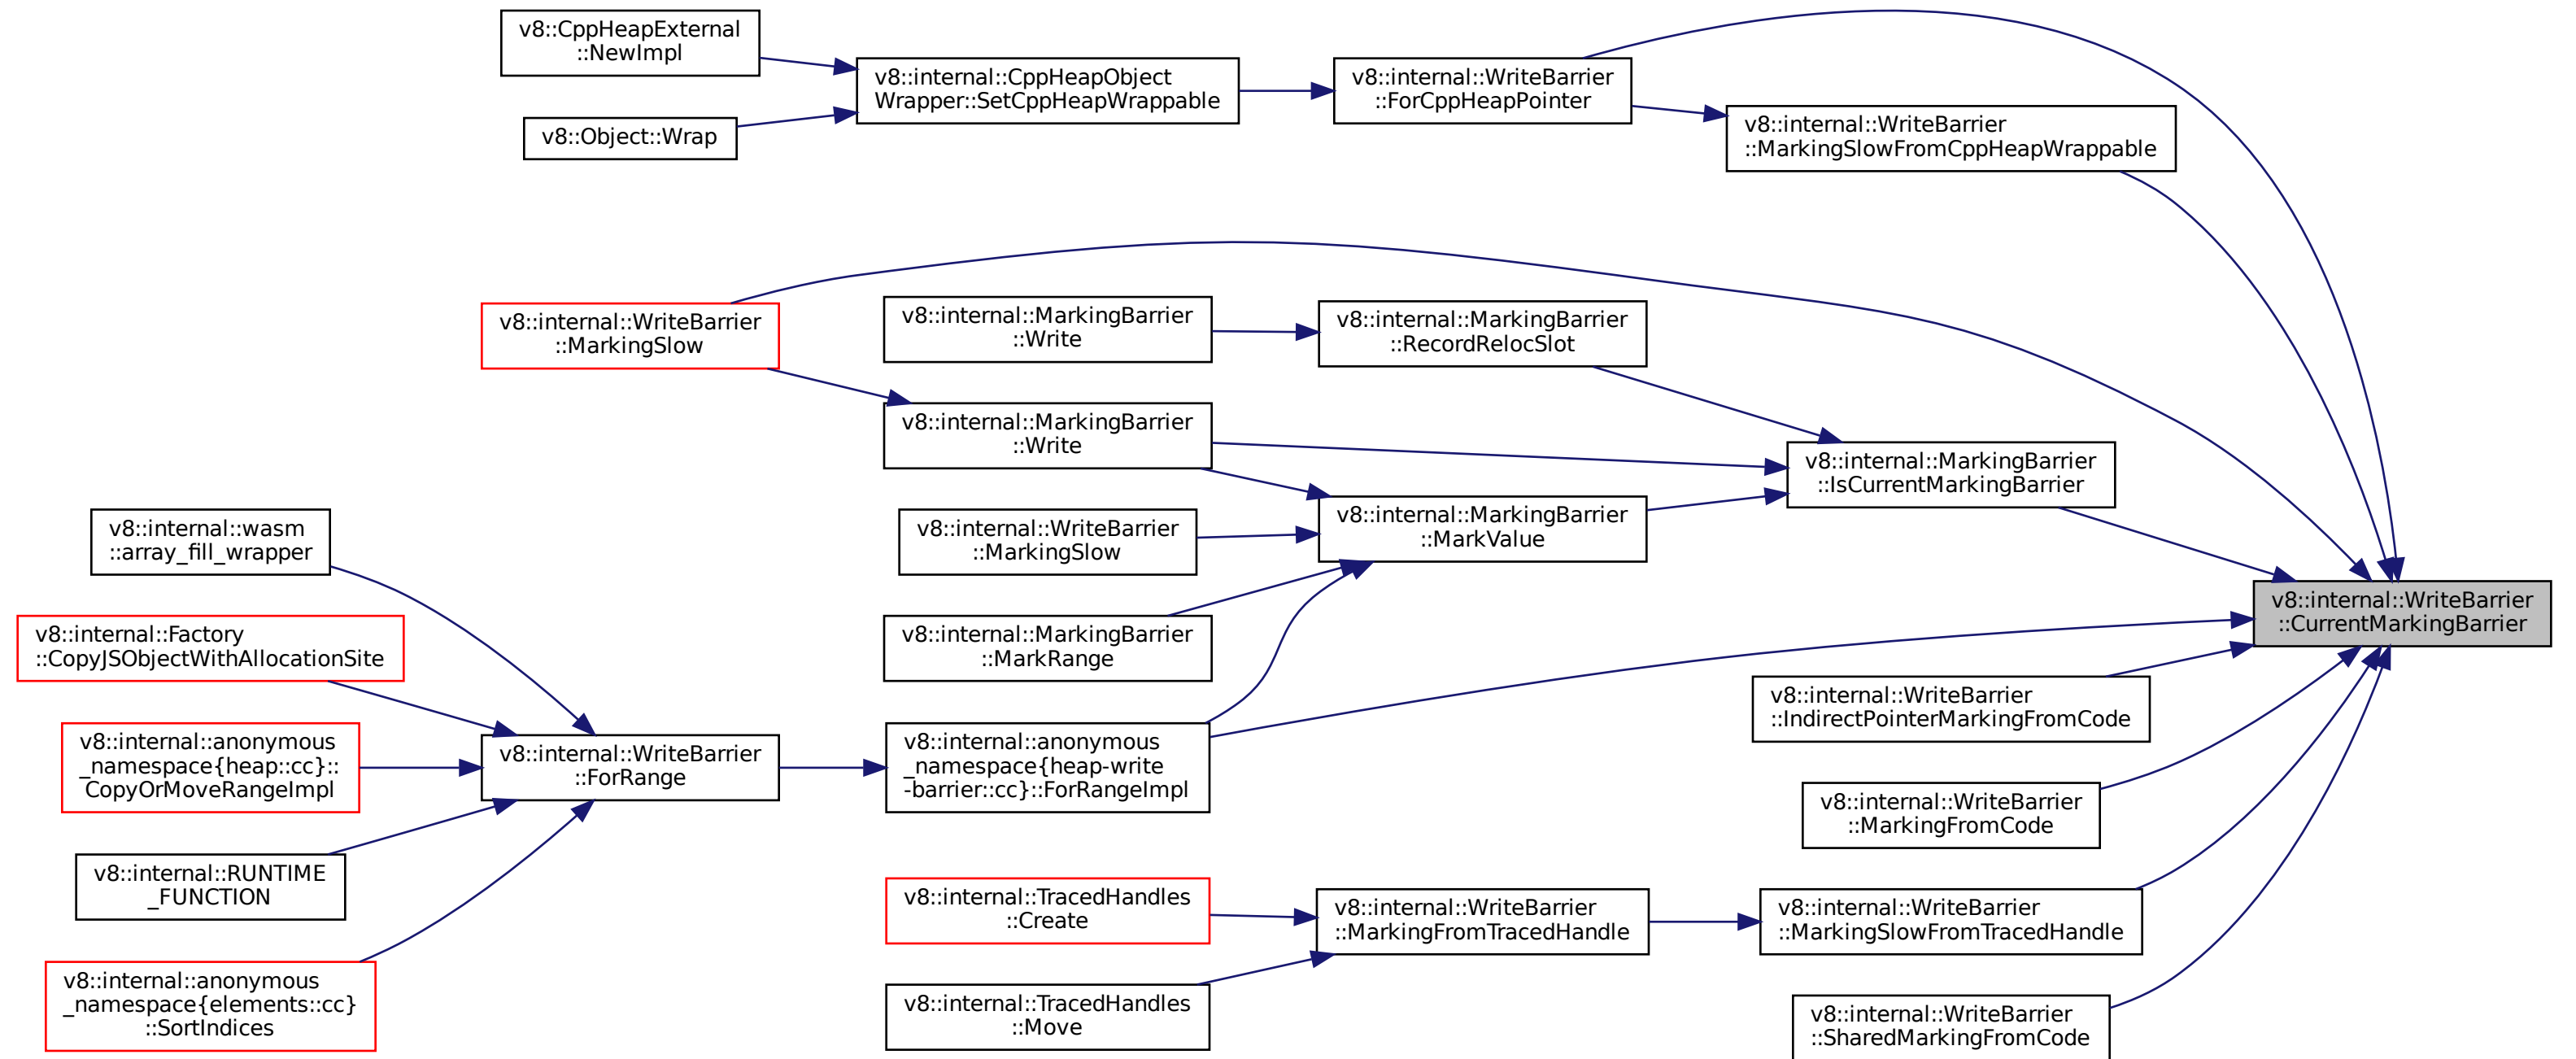 v8::CppHeapExternal
::NewImpl
v8::Object::Wrap
v8::internal::CppHeapObject
Wrapper::SetCppHeapWrappable
v8::internal::WriteBarrier
::ForCppHeapPointer
v8::internal::WriteBarrier
::MarkingSlowFromCppHeapWrappable
v8::internal::WriteBarrier
::MarkingSlow
v8::internal::MarkingBarrier
::Write
v8::internal::MarkingBarrier
::RecordRelocSlot
v8::internal::MarkingBarrier
::Write
v8::internal::MarkingBarrier
::IsCurrentMarkingBarrier
v8::internal::WriteBarrier
::MarkingSlow
v8::internal::MarkingBarrier
::MarkValue
v8::internal::MarkingBarrier
::MarkRange
v8::internal::WriteBarrier
::CurrentMarkingBarrier
v8::internal::wasm
::array_fill_wrapper
v8::internal::Factory
::CopyJSObjectWithAllocationSite
v8::internal::anonymous
_namespace{heap::cc}::
CopyOrMoveRangeImpl
v8::internal::RUNTIME
_FUNCTION
v8::internal::anonymous
_namespace{elements::cc}
::SortIndices
v8::internal::WriteBarrier
::ForRange
v8::internal::anonymous
_namespace{heap-write
-barrier::cc}::ForRangeImpl
v8::internal::WriteBarrier
::IndirectPointerMarkingFromCode
v8::internal::WriteBarrier
::MarkingFromCode
v8::internal::TracedHandles
::Create
v8::internal::TracedHandles
::Move
v8::internal::WriteBarrier
::MarkingFromTracedHandle
v8::internal::WriteBarrier
::MarkingSlowFromTracedHandle
v8::internal::WriteBarrier
::SharedMarkingFromCode